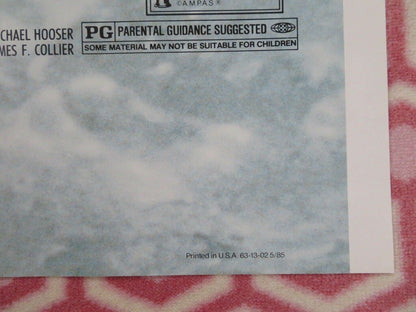 ©AMPAS®
CHAEL HOOSER
MES F. COLLIER
PG PARENTAL GUIDANCE SUGGESTED
SOME MATERIAL MAY NOT BE SUITABLE FOR CHILDREN
Printed in U.S.A. 63-13-02 5/85